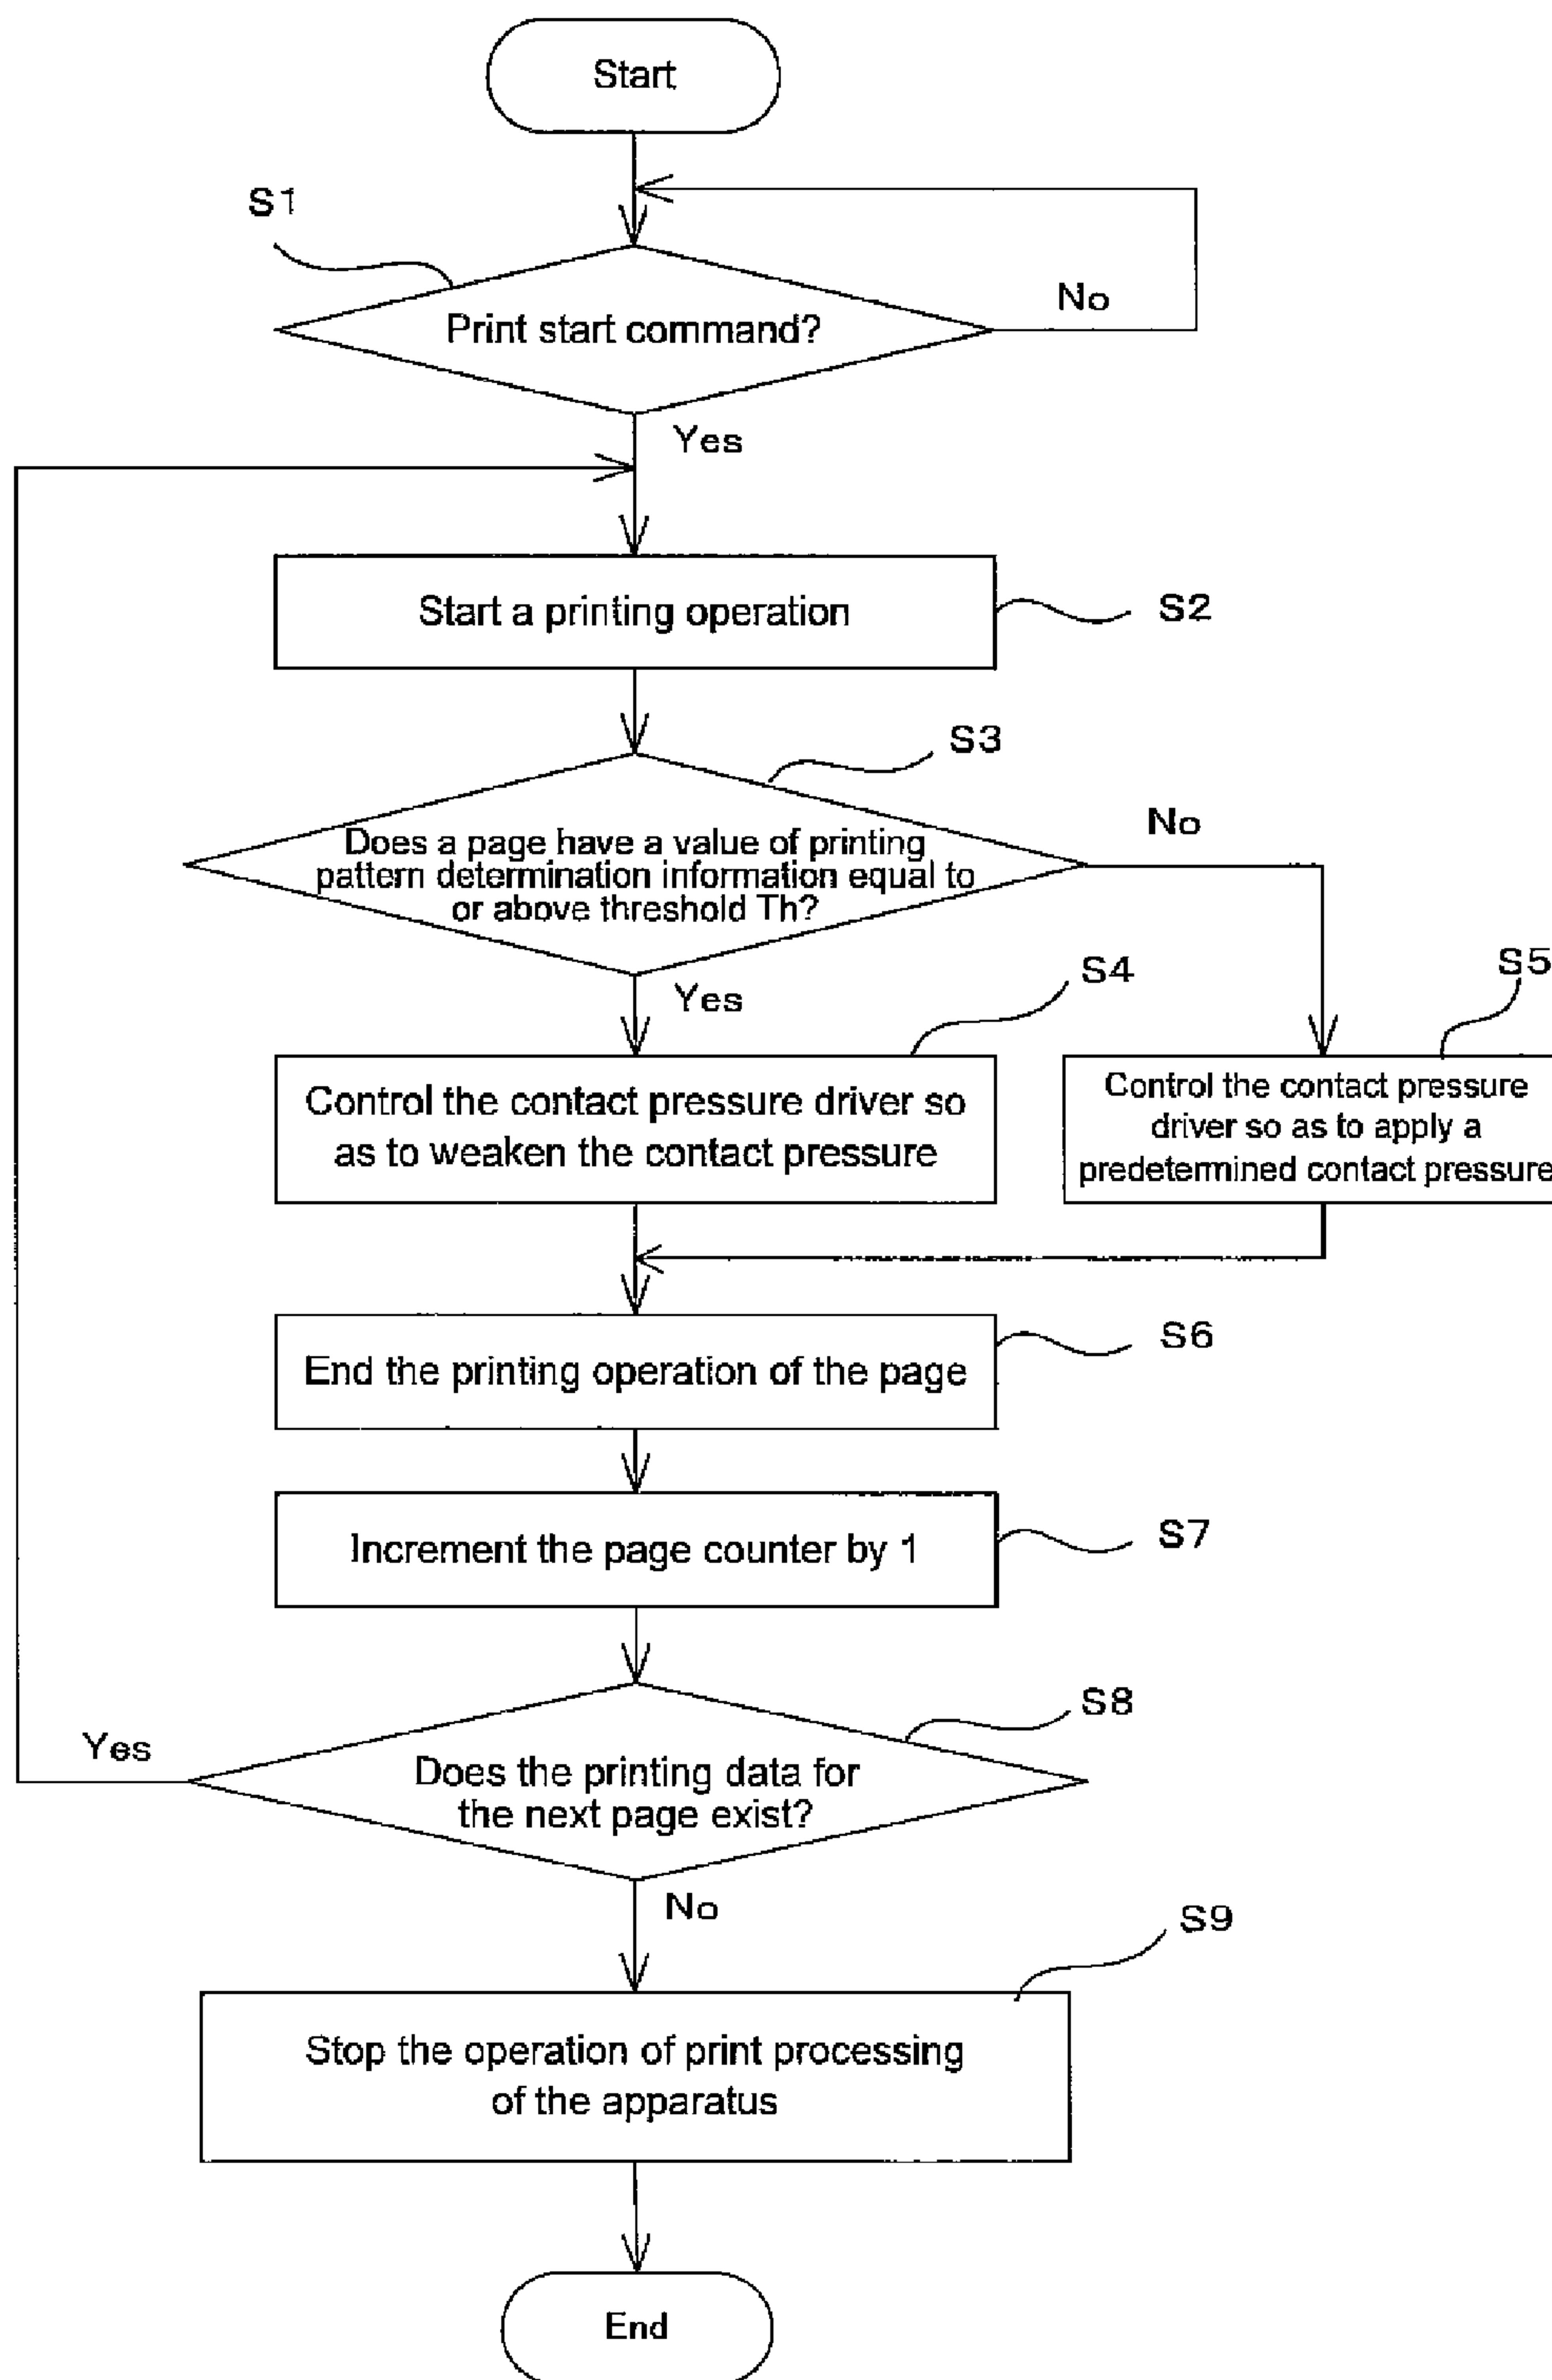 Start
S1
No
Print start command?
Yes
Start a printing operation
S2
S3
No
Does a page have a value of printing
pattern determination information equal to
or above threshold Th?
S4
S5
Yes
Control the contact pressure driver so
as to weaken the contact pressure
Control the contact pressure
driver so as to apply a
predetermined contact pressure
S6
End the printing operation of the page
S7
Increment the page counter by 1
S8
Yes
Does the printing data for
the next page exist?
No
S9
Stop the operation of print processing
of the apparatus
End